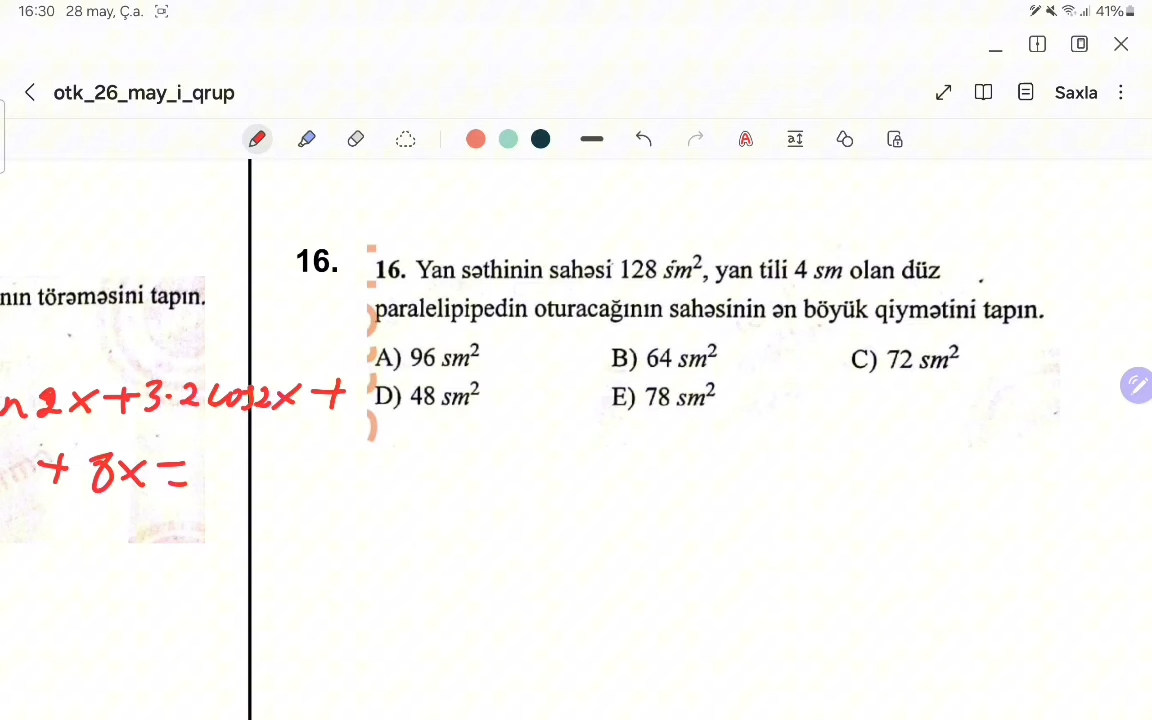 16:30 28 may, Ç.a. 41%
otk_26_may_i_qrup
Saxla
nın törəməsini tapın.
n 2x+3·2cos2x+
+ 8x =
16.
16. Yan səthinin sahəsi 128 sm², yan tili 4 sm olan düz
paralelipipedin oturacağının sahəsinin ən böyük qiymətini tapın.
A) 96 sm² B) 64 sm² C) 72 sm²
D) 48 sm² E) 78 sm²